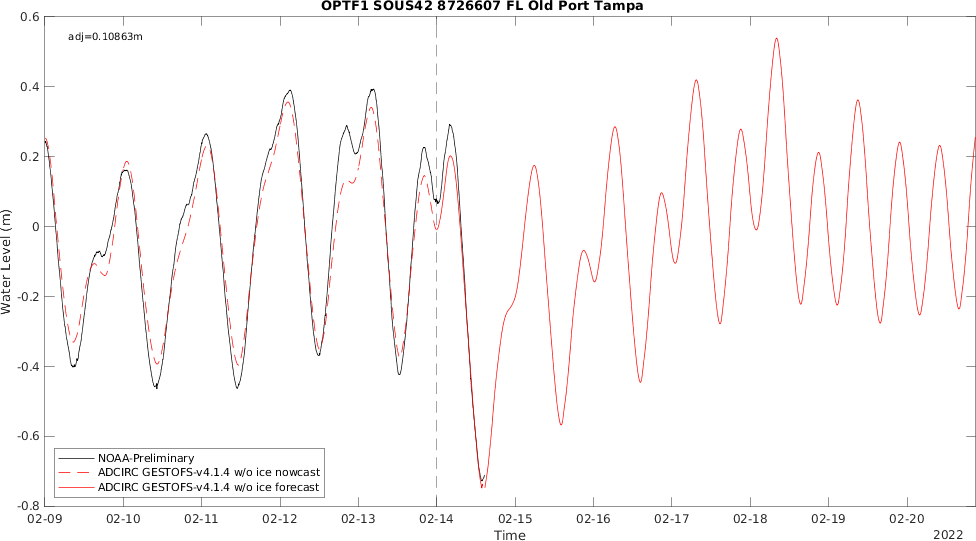 OPTF1 SOUS42 8726607 FL Old Port Tampa
adj=0.10863m
0.6
0.4
0.2
0
-0.2
-0.4
-0.6
-0.8
Water Level (m)
NOAA-Preliminary
ADCIRC GESTOFS-v4.1.4 w/o ice nowcast
ADCIRC GESTOFS-v4.1.4 w/o ice forecast
02-09 02-10 02-11 02-12 02-13 02-14 02-15 02-16 02-17 02-18 02-19 02-20
Time
2022